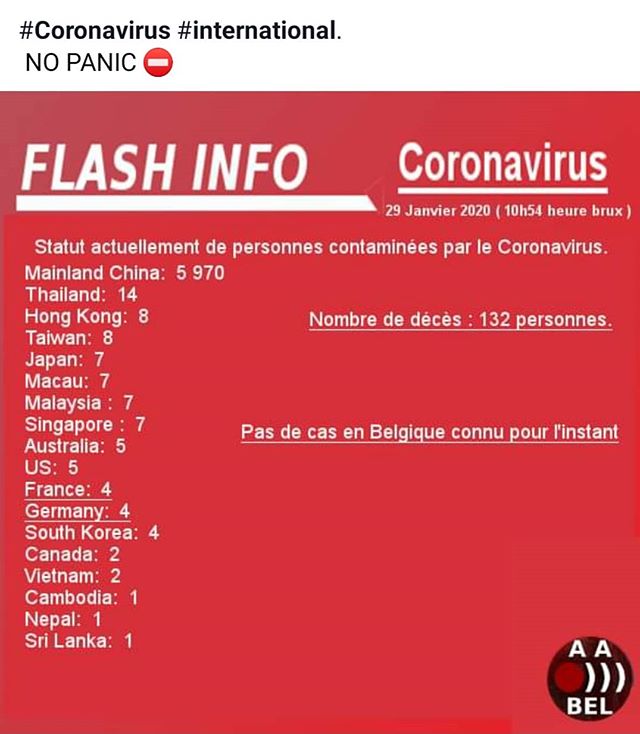 #Coronavirus #international.
NO PANIC ⛔
FLASH INFO
Coronavirus
29 Janvier 2020 ( 10h54 heure brux )
Statut actuellement de personnes contaminées par le Coronavirus.
Mainland China: 5 970
Thailand: 14
Hong Kong: 8
Nombre de décès : 132 personnes.
Taiwan: 8
Japan: 7
Macau: 7
Malaysia : 7
Singapore : 7
Pas de cas en Belgique connu pour l'instant
Australia: 5
US: 5
France: 4
Germany: 4
South Korea: 4
Canada: 2
Vietnam: 2
Cambodia: 1
Nepal: 1
Sri Lanka: 1
A A
BEL